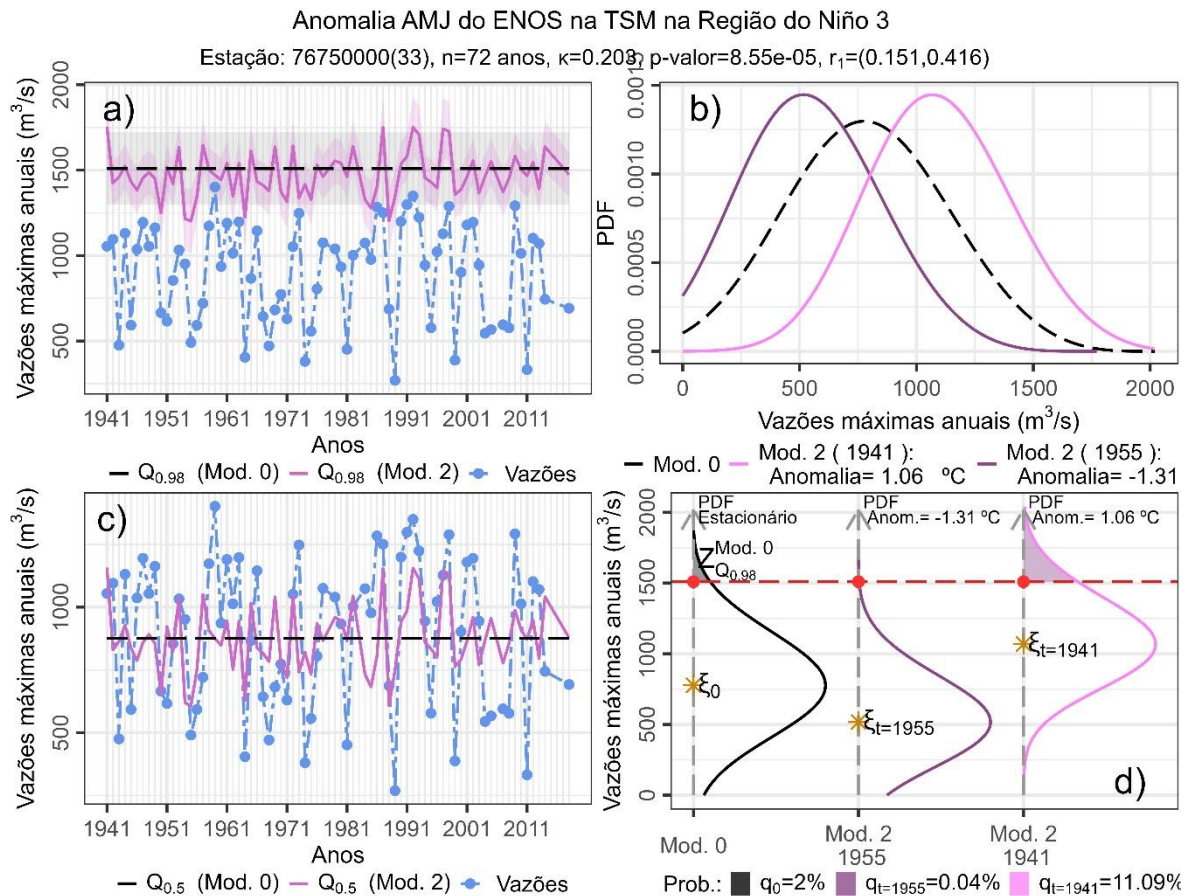 Anomalia AMJ do ENOS na TSM na Região do Niño 3
Estação: 76750000(33), n=72 anos, κ=0.203, p-valor=8.55e-05, r₁=(0.151,0.416)
a)
Vazões máximas anuais (m³/s)
2000
1500
1000
500
1941 1951 1961 1971 1981 1991 2001 2011
Anos
Q₀.₉₈ (Mod. 0) Q₀.₉₈ (Mod. 2) Vazões
b)
PDF
0.0015
0.0010
0.0005
0.0000
0 500 1000 1500 2000
Vazões máximas anuais (m³/s)
Mod. 0 Mod. 2 ( 1941 ): Mod. 2 ( 1955 ):
Anomalia= 1.06 ºC Anomalia= -1.31
c)
Vazões máximas anuais (m³/s)
1000
500
1941 1951 1961 1971 1981 1991 2001 2011
Anos
Q₀.₅ (Mod. 0) Q₀.₅ (Mod. 2) Vazões
d)
Vazões máximas anuais (m³/s)
2000
1500
1000
500
0
PDF PDF PDF
Estacionário Anom.= -1.31 ºC Anom.= 1.06 ºC
Mod. 0
Q₀.₉₈
ξ₀
ξt=1955
ξt=1941
Mod. 0 Mod. 2 Mod. 2
1955 1941
Prob.: q₀=2% qt=1955=0.04% qt=1941=11.09%